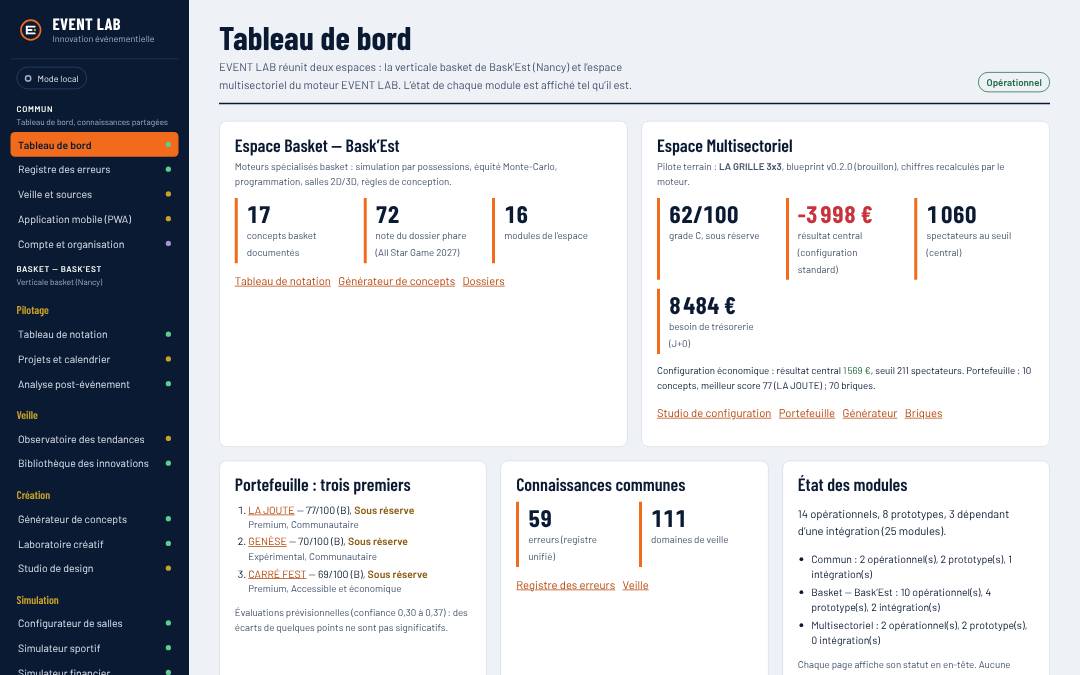 EVENT LAB
Innovation événementielle
Mode local
COMMUN
Tableau de bord, connaissances partagées
Tableau de bord
Registre des erreurs
Veille et sources
Application mobile (PWA)
Compte et organisation
BASKET — BASK'EST
Verticale basket (Nancy)
Pilotage
Tableau de notation
Projets et calendrier
Analyse post-événement
Veille
Observatoire des tendances
Bibliothèque des innovations
Création
Générateur de concepts
Laboratoire créatif
Studio de design
Simulation
Configurateur de salles
Simulateur sportif
Simulateur financier
Tableau de bord
EVENT LAB réunit deux espaces : la verticale basket de Bask'Est (Nancy) et l'espace
multisectoriel du moteur EVENT LAB. L'état de chaque module est affiché tel qu'il est.
Opérationnel
Espace Basket — Bask'Est
Moteurs spécialisés basket : simulation par possessions, équité Monte-Carlo,
programmation, salles 2D/3D, règles de conception.
17
concepts basket
documentés
72
note du dossier phare
(All Star Game 2027)
16
modules de l'espace
Tableau de notation Générateur de concepts Dossiers
Espace Multisectoriel
Pilote terrain : LA GRILLE 3x3, blueprint v0.2.0 (brouillon), chiffres recalculés par le
moteur.
62/100
grade C, sous réserve
-3 998 €
résultat central
(configuration
standard)
1 060
spectateurs au seuil
(central)
8 484 €
besoin de trésorerie
(J+0)
Configuration économique : résultat central 1 569 €, seuil 211 spectateurs. Portefeuille : 10
concepts, meilleur score 77 (LA JOUTE) ; 70 briques.
Studio de configuration Portefeuille Générateur Briques
Portefeuille : trois premiers
1. LA JOUTE — 77/100 (B), Sous réserve
Premium, Communautaire
2. GENÈSE — 70/100 (B), Sous réserve
Expérimental, Communautaire
3. CARRÉ FEST — 69/100 (B), Sous réserve
Premium, Accessible et économique
Évaluations prévisionnelles (confiance 0,30 à 0,37) : des
écarts de quelques points ne sont pas significatifs.
Connaissances communes
59
erreurs (registre
unifié)
111
domaines de veille
Registre des erreurs Veille
État des modules
14 opérationnels, 8 prototypes, 3 dépendant
d'une intégration (25 modules).
• Commun : 2 opérationnel(s), 2 prototype(s), 1
intégration(s)
• Basket — Bask'Est : 10 opérationnel(s), 4
prototype(s), 2 intégration(s)
• Multisectoriel : 2 opérationnel(s), 2 prototype(s),
0 intégration(s)
Chaque page affiche son statut en en-tête. Aucune